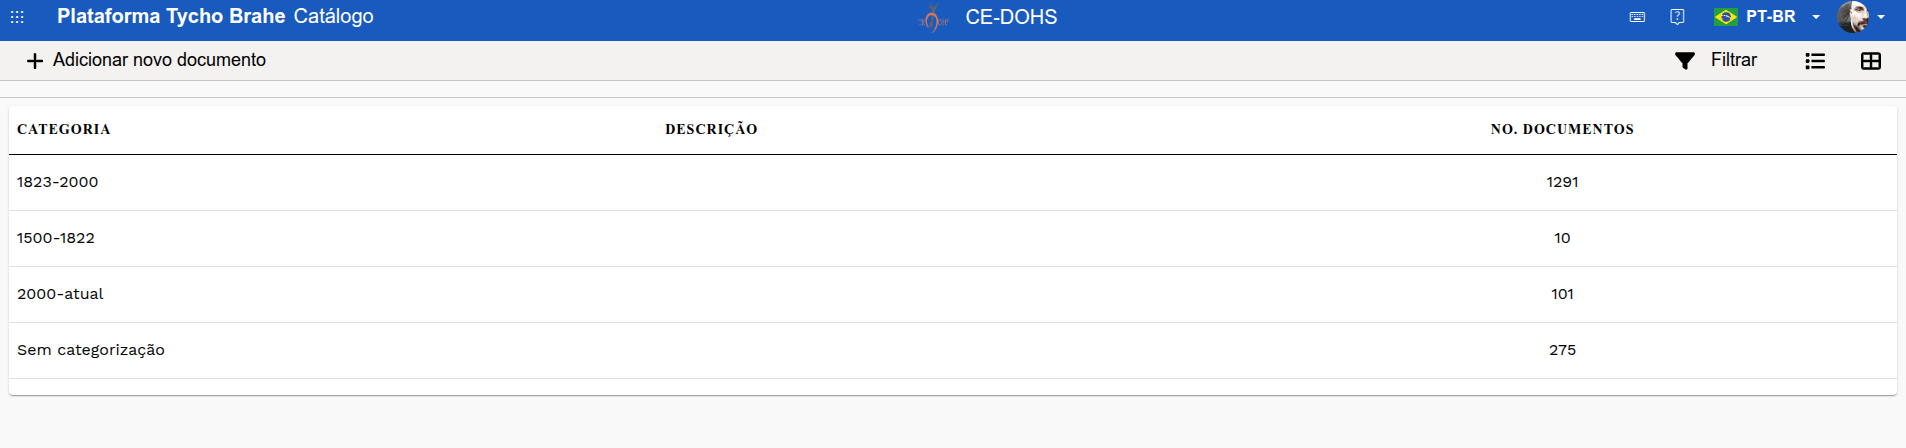 Plataforma Tycho Brahe Catálogo CE-DOHS PT-BR
Adicionar novo documento Filtrar
CATEGORIA DESCRIÇÃO NO. DOCUMENTOS
1823-2000 1291
1500-1822 10
2000-atual 101
Sem categorização 275